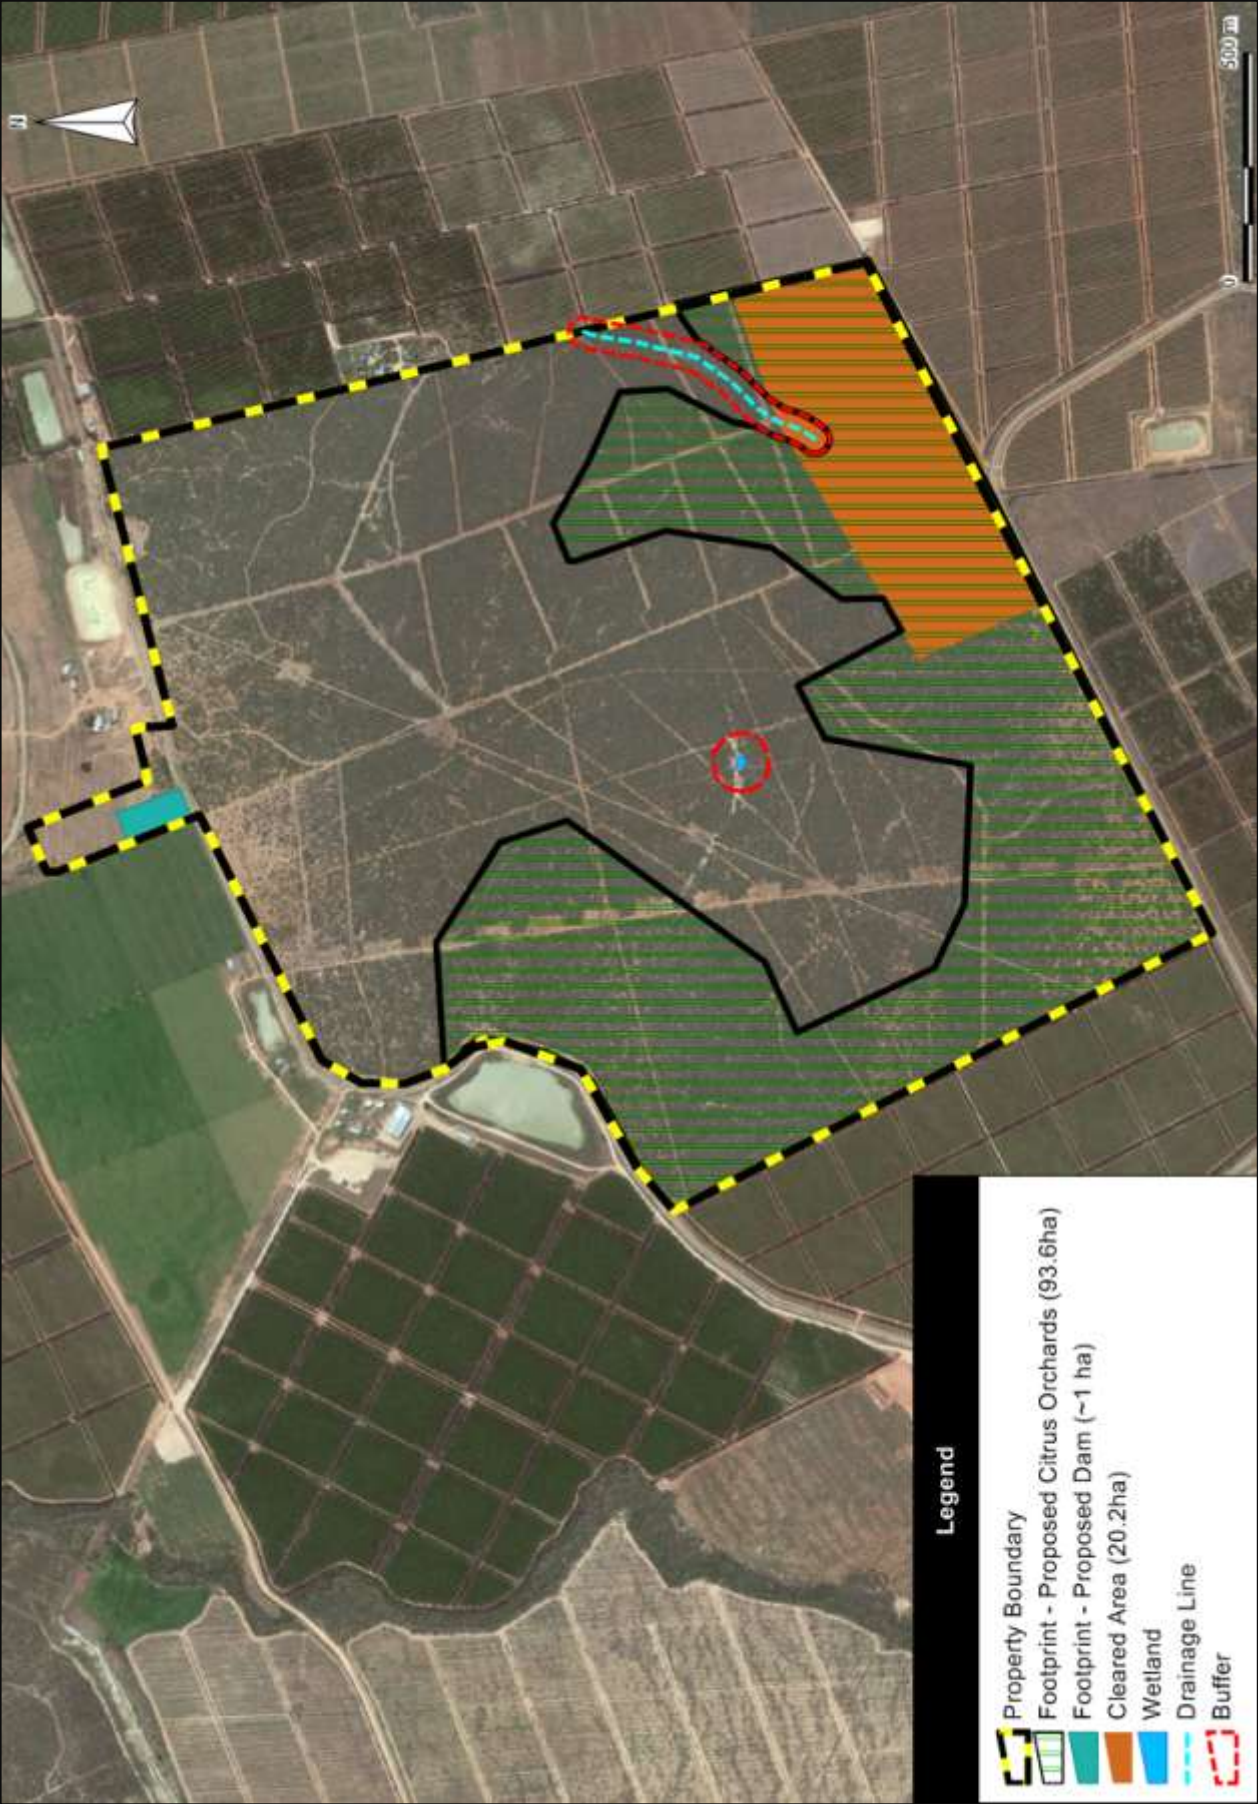 N
Legend
Property Boundary
Footprint - Proposed Citrus Orchards (93.6ha)
Footprint - Proposed Dam (~1 ha)
Cleared Area (20.2ha)
Wetland
Drainage Line
Buffer
0
500 m